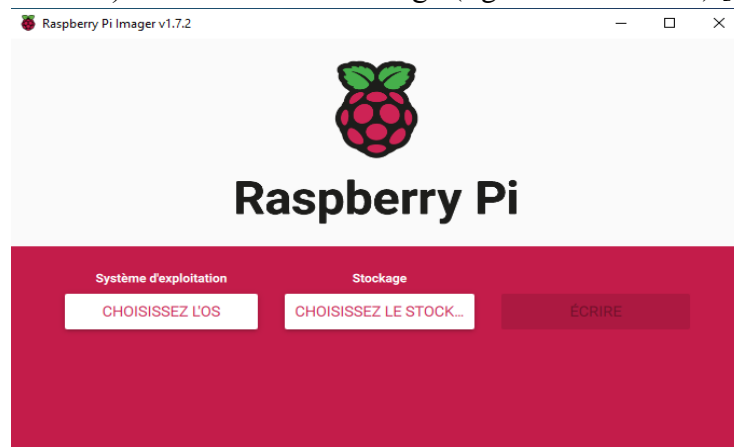 Raspberry Pi Imager v1.7.2
Raspberry Pi
Système d'exploitation
Stockage
CHOISISSEZ L'OS
CHOISISSEZ LE STOCK...
ÉCRIRE